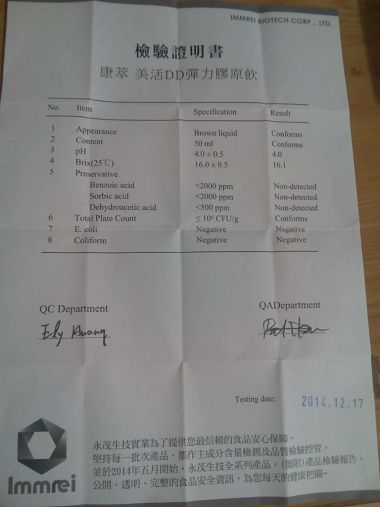 IMMREI BIOTECH CORP., LTD.
檢驗證明書
康萃 美活DD彈力膠原飲
No. Item Specification Result
1 Appearance Brown liquid Conforms
2 Content 50 ml Conforms
3 pH 4.0 ± 0.5 4.0
4 Brix(25℃) 16.0 ± 0.5 16.1
5 Preservative
Benzoic acid <2000 ppm Non-detected
Sorbic acid <2000 ppm Non-detected
Dehydroacetic acid <500 ppm Non-detected
6 Total Plate Count CFU/g Conforms
7 E. coli Negative Negative
8 Coliform Negative Negative
QC Department QADepartment
Testing date: 2014.12.17
永茂生技實業為了提供您最信賴的食品安心保障，
堅持每一批次產品，都作主成分含量檢測及品質檢驗控管，
並於2014年五月開始，永茂生技全系列產品，(隨附)產品檢驗報告，
公開、透明、完整的食品安全資訊，為您每天的健康把關~
Immrei